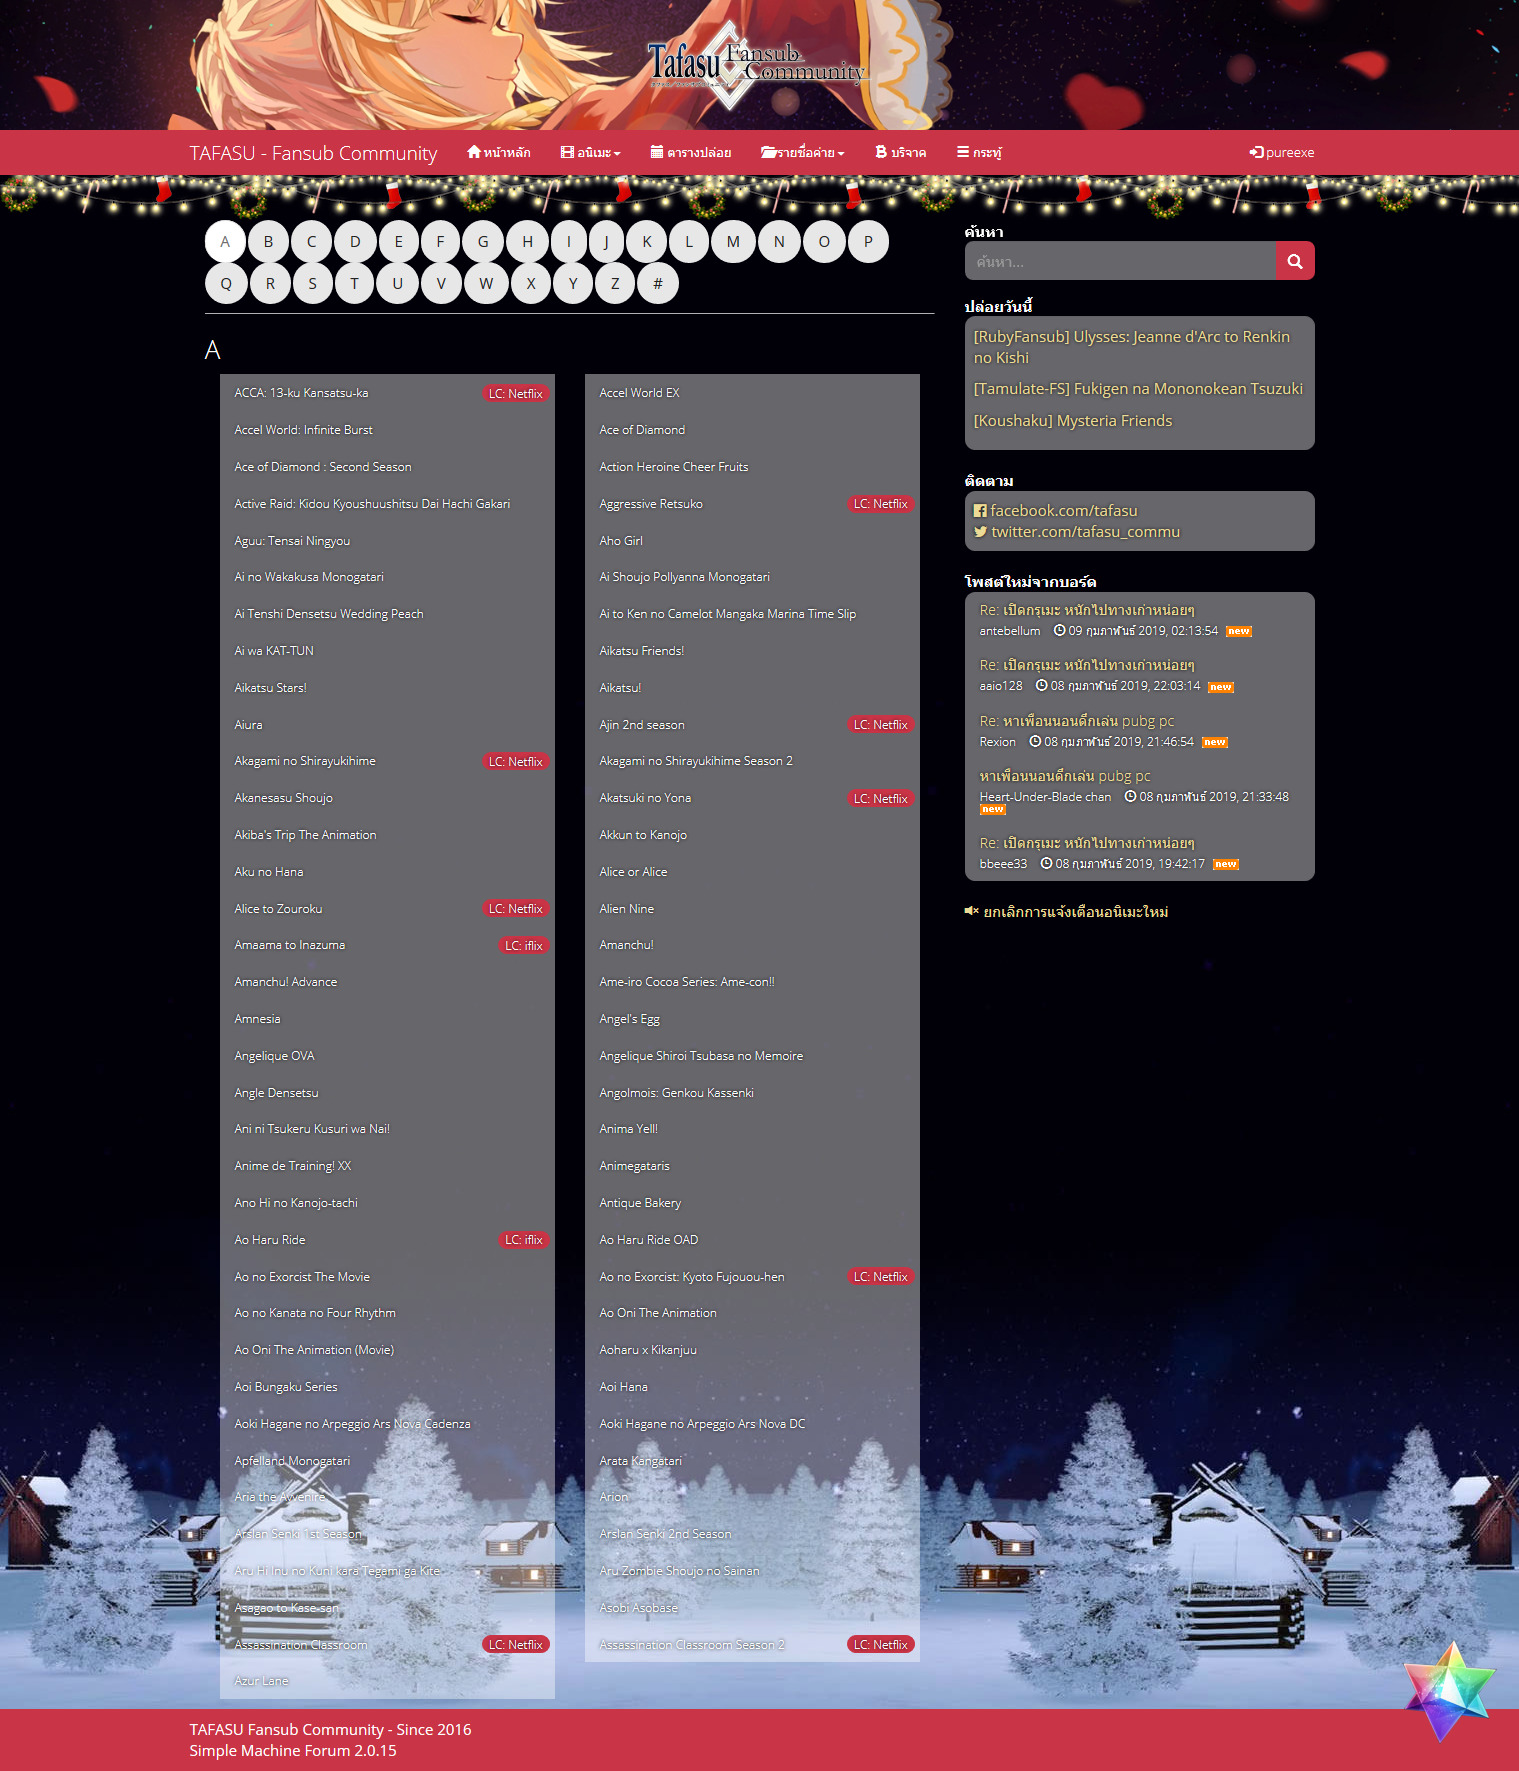 Tafasu Fansub Community
TAFASU - Fansub Community
หน้าหลัก
อนิเมะ
ตารางปล่อย
รายชื่อค่าย
บริจาค
กระทู้
pureexe
A B C D E F G H I J K L M N O P
Q R S T U V W X Y Z #
A
ACCA: 13-ku Kansatsu-ka LC: Netflix
Accel World EX
Accel World: Infinite Burst
Ace of Diamond
Ace of Diamond : Second Season
Action Heroine Cheer Fruits
Active Raid: Kidou Kyoushuushitsu Dai Hachi Gakari
Aggressive Retsuko LC: Netflix
Aguu: Tensai Ningyou
Aho Girl
Ai no Wakakusa Monogatari
Ai Shoujo Pollyanna Monogatari
Ai Tenshi Densetsu Wedding Peach
Ai to Ken no Camelot Mangaka Marina Time Slip
Ai wa KAT-TUN
Aikatsu Friends!
Aikatsu Stars!
Aikatsu!
Aiura
Ajin 2nd season LC: Netflix
Akagami no Shirayukihime LC: Netflix
Akagami no Shirayukihime Season 2
Akanesasu Shoujo
Akatsuki no Yona LC: Netflix
Akiba's Trip The Animation
Akkun to Kanojo
Aku no Hana
Alice or Alice
Alice to Zouroku LC: Netflix
Alien Nine
Amaama to Inazuma LC: iflix
Amanchu!
Amanchu! Advance
Ame-iro Cocoa Series: Ame-con!!
Amnesia
Angel's Egg
Angelique OVA
Angelique Shiroi Tsubasa no Memoire
Angle Densetsu
Angolmois: Genkou Kassenki
Ani ni Tsukeru Kusuri wa Nai!
Anima Yell!
Anime de Training! XX
Animegataris
Ano Hi no Kanojo-tachi
Antique Bakery
Ao Haru Ride LC: iflix
Ao Haru Ride OAD
Ao no Exorcist The Movie
Ao no Exorcist: Kyoto Fujouou-hen LC: Netflix
Ao no Kanata no Four Rhythm
Ao Oni The Animation
Ao Oni The Animation (Movie)
Aoharu x Kikanjuu
Aoi Bungaku Series
Aoi Hana
Aoki Hagane no Arpeggio Ars Nova Cadenza
Aoki Hagane no Arpeggio Ars Nova DC
Apfelland Monogatari
Arata Kangatari
Aria the Avvenire
Arion
Arslan Senki 1st Season
Arslan Senki 2nd Season
Aru Hi Inu no Kuni kara Tegami ga Kite
Aru Zombie Shoujo no Sainan
Asagao to Kase-san
Asobi Asobase
Assassination Classroom LC: Netflix
Assassination Classroom Season 2 LC: Netflix
Azur Lane
ค้นหา
ค้นหา...
ปล่อยวันนี้
[RubyFansub] Ulysses: Jeanne d'Arc to Renkin
no Kishi
[Tamulate-FS] Fukigen na Mononokean Tsuzuki
[Koushaku] Mysteria Friends
ติดตาม
facebook.com/tafasu
twitter.com/tafasu_commu
โพสต์ใหม่จากบอร์ด
Re: เปิดกรุเมะ หนักไปทางเก่าหน่อยๆ
antebellum 09 กุมภาพันธ์ 2019, 02:13:54 new
Re: เปิดกรุเมะ หนักไปทางเก่าหน่อยๆ
aaio128 08 กุมภาพันธ์ 2019, 22:03:14 new
Re: หาเพื่อนนอนดึกเล่น pubg pc
Rexion 08 กุมภาพันธ์ 2019, 21:46:54 new
หาเพื่อนนอนดึกเล่น pubg pc
Heart-Under-Blade chan 08 กุมภาพันธ์ 2019, 21:33:48
new
Re: เปิดกรุเมะ หนักไปทางเก่าหน่อยๆ
bbeee33 08 กุมภาพันธ์ 2019, 19:42:17 new
ยกเลิกการแจ้งเตือนอนิเมะใหม่
TAFASU Fansub Community - Since 2016
Simple Machine Forum 2.0.15